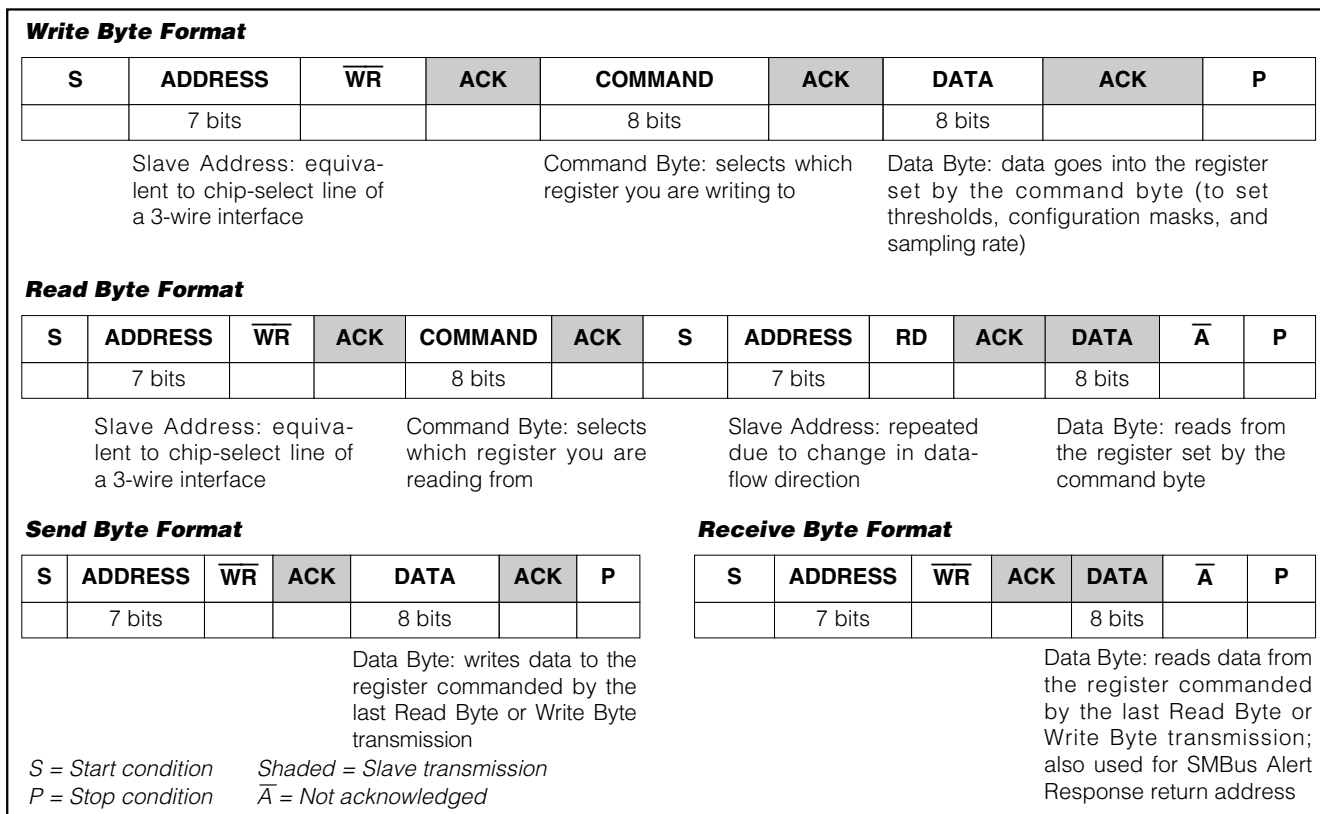 Write Byte Format
S ADDRESS W̅R̅ ACK COMMAND ACK DATA ACK P
7 bits 8 bits 8 bits
Slave Address: equiva-
lent to chip-select line of
a 3-wire interface
Command Byte: selects which
register you are writing to
Data Byte: data goes into the register
set by the command byte (to set
thresholds, configuration masks, and
sampling rate)
Read Byte Format
S ADDRESS W̅R̅ ACK COMMAND ACK S ADDRESS RD ACK DATA A̅ P
7 bits 8 bits 7 bits 8 bits
Slave Address: equiva-
lent to chip-select line of
a 3-wire interface
Command Byte: selects
which register you are
reading from
Slave Address: repeated
due to change in data-
flow direction
Data Byte: reads from
the register set by the
command byte
Send Byte Format
S ADDRESS W̅R̅ ACK DATA ACK P
7 bits 8 bits
Data Byte: writes data to the
register commanded by the
last Read Byte or Write Byte
transmission
Receive Byte Format
S ADDRESS W̅R̅ ACK DATA A̅ P
7 bits 8 bits
Data Byte: reads data from
the register commanded
by the last Read Byte or
Write Byte transmission;
also used for SMBus Alert
Response return address
S = Start condition Shaded = Slave transmission
P = Stop condition A̅ = Not acknowledged